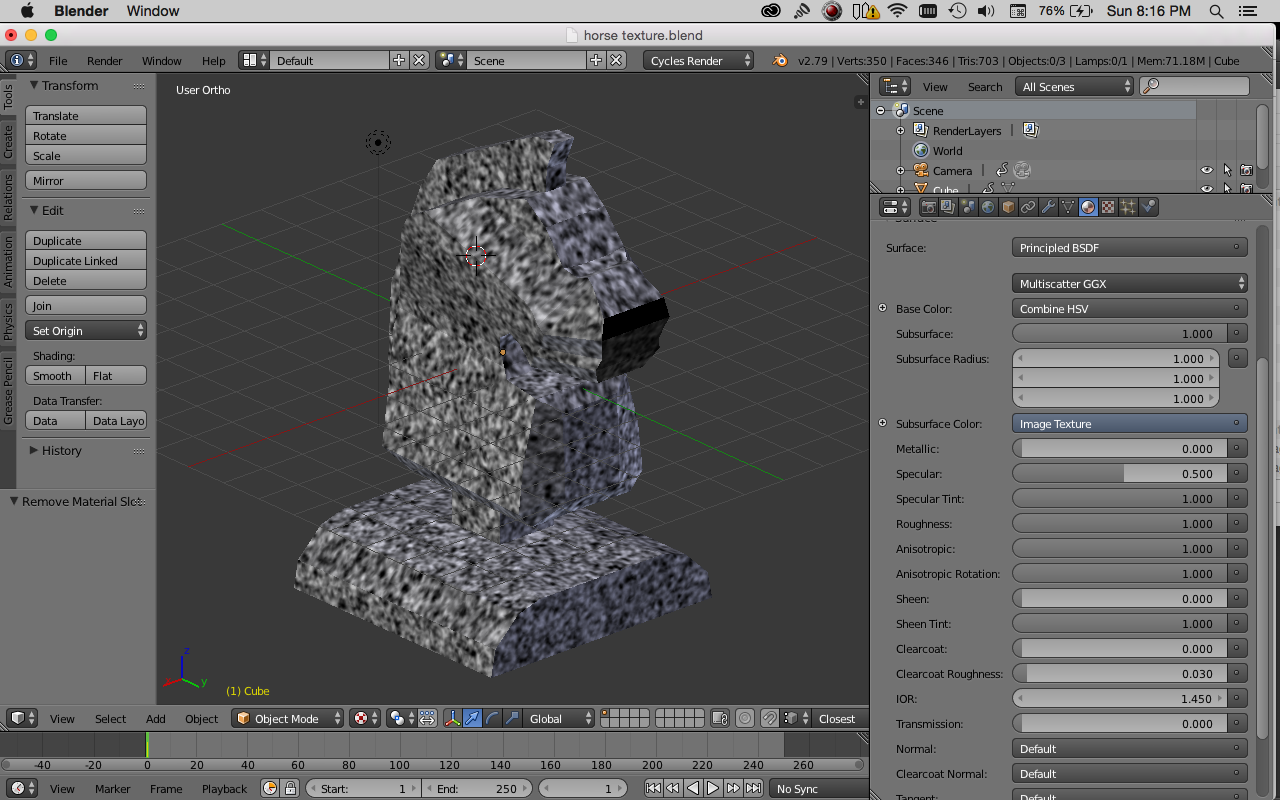 Blender Window 76% Sun 8:16 PM
horse texture.blend
File Render Window Help Default Scene Cycles Render v2.79 | Verts:350 | Faces:346 | Tris:703 | Objects:0/3 | Lamps:0/1 | Mem:71.18M | Cube
Tools
Create
Relations
Animation
Physics
Grease Pencil
Transform
Translate
Rotate
Scale
Mirror
Edit
Duplicate
Duplicate Linked
Delete
Join
Set Origin
Shading:
Smooth Flat
Data Transfer:
Data Data Layo
History
Remove Material Slo
User Ortho
z
x y
(1) Cube
View Select Add Object Object Mode Global Closest
-40 -20 0 20 40 60 80 100 120 140 160 180 200 220 240 260
View Marker Frame Playback Start: 1 End: 250 1 No Sync
View Search All Scenes
Scene
RenderLayers |
World
Camera |
Cube |
Surface
Surface: Principled BSDF
Multiscatter GGX
Base Color: Combine HSV
Subsurface: 1.000
Subsurface Radius: 1.000
1.000
1.000
Subsurface Color: Image Texture
Metallic: 0.000
Specular: 0.500
Specular Tint: 1.000
Roughness: 1.000
Anisotropic: 1.000
Anisotropic Rotation: 1.000
Sheen: 0.000
Sheen Tint: 1.000
Clearcoat: 0.000
Clearcoat Roughness: 0.030
IOR: 1.450
Transmission: 0.000
Normal: Default
Clearcoat Normal: Default
Tangent: Default